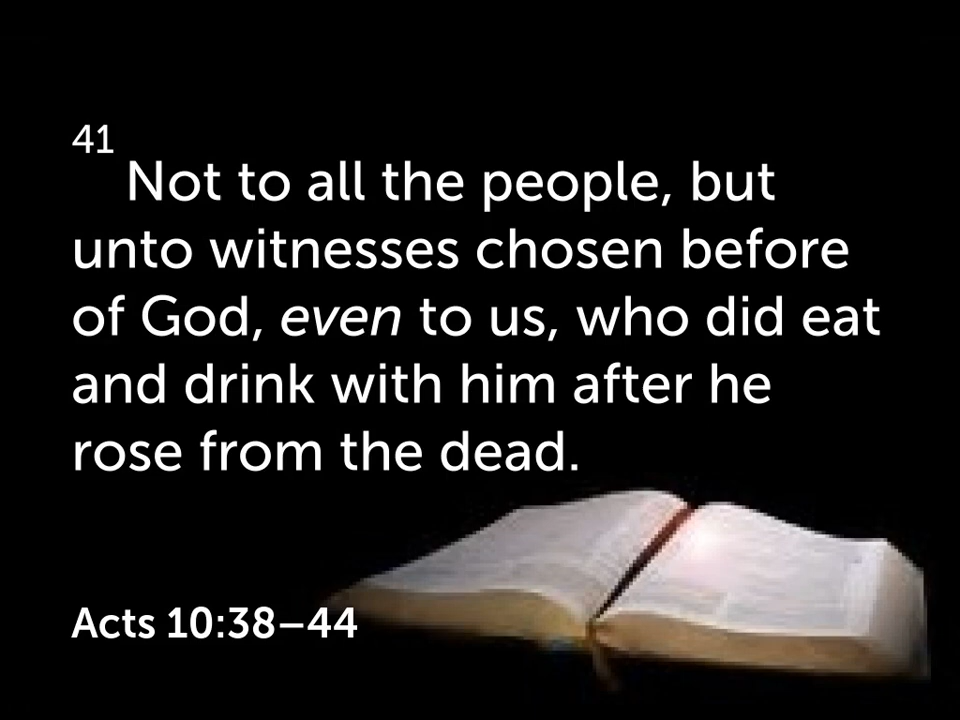 41
Not to all the people, but
unto witnesses chosen before
of God, even to us, who did eat
and drink with him after he
rose from the dead.
Acts 10:38–44